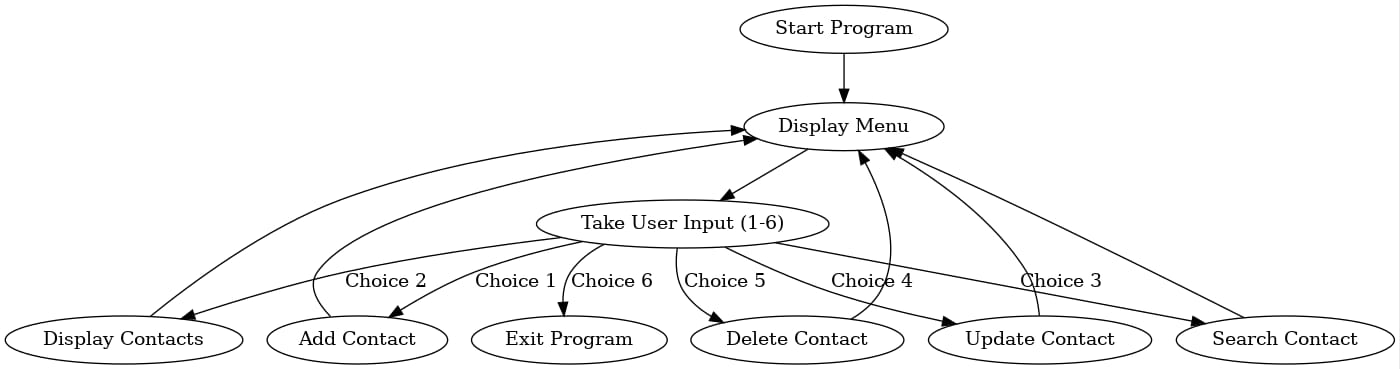 Start Program
Display Menu
Take User Input (1-6)
Choice 2
Choice 1
Choice 6
Choice 5
Choice 4
Choice 3
Display Contacts
Add Contact
Exit Program
Delete Contact
Update Contact
Search Contact